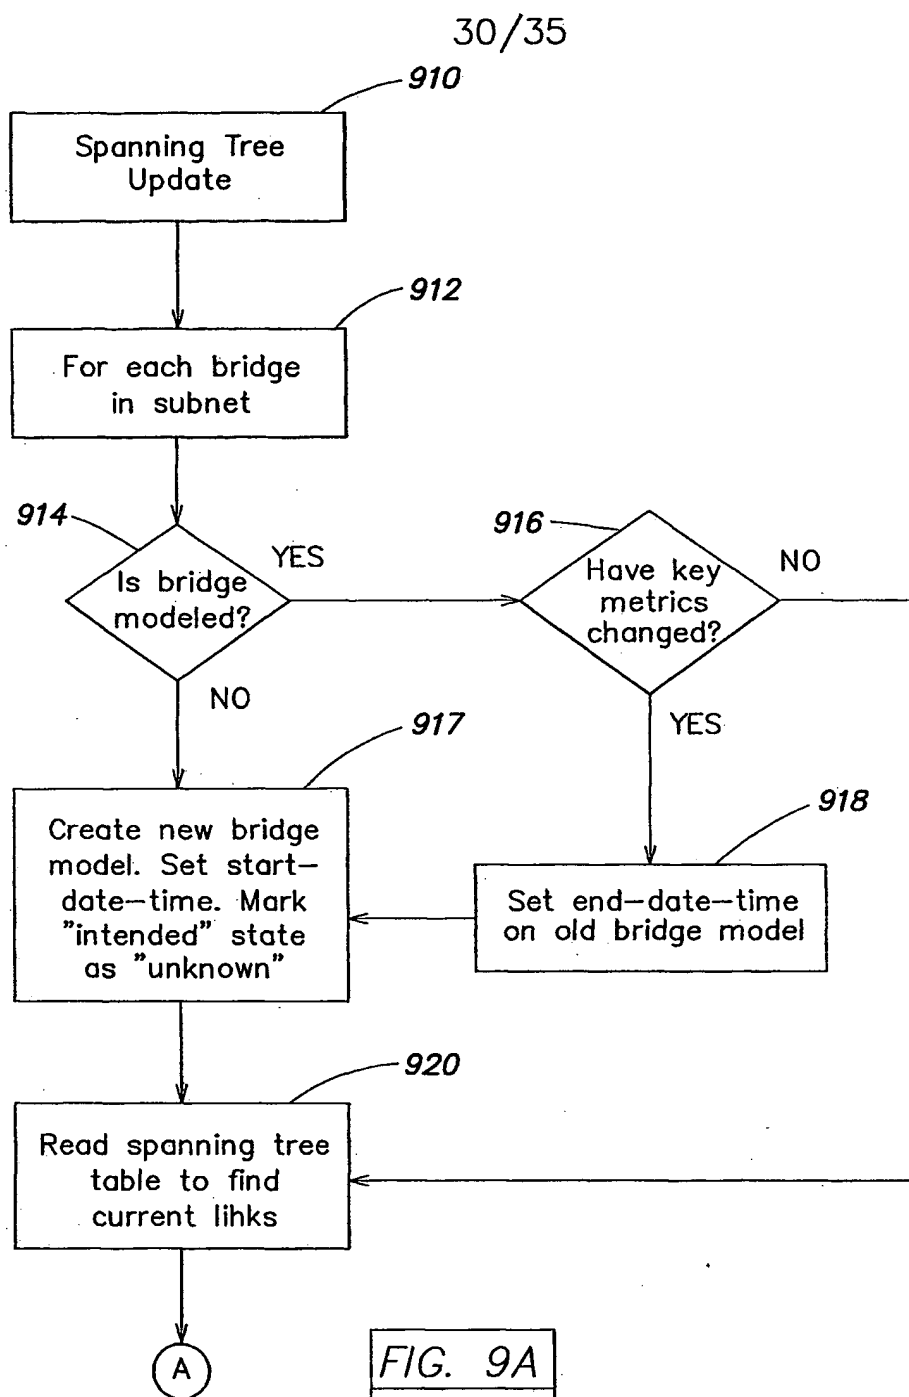 30/35
910
Spanning Tree
Update
912
For each bridge
in subnet
914
Is bridge
modeled?
YES
NO
916
Have key
metrics
changed?
NO
YES
917
Create new bridge
model. Set start–
date–time. Mark
"intended" state
as "unknown"
918
Set end–date–time
on old bridge model
920
Read spanning tree
table to find
current lihks
A
FIG. 9A